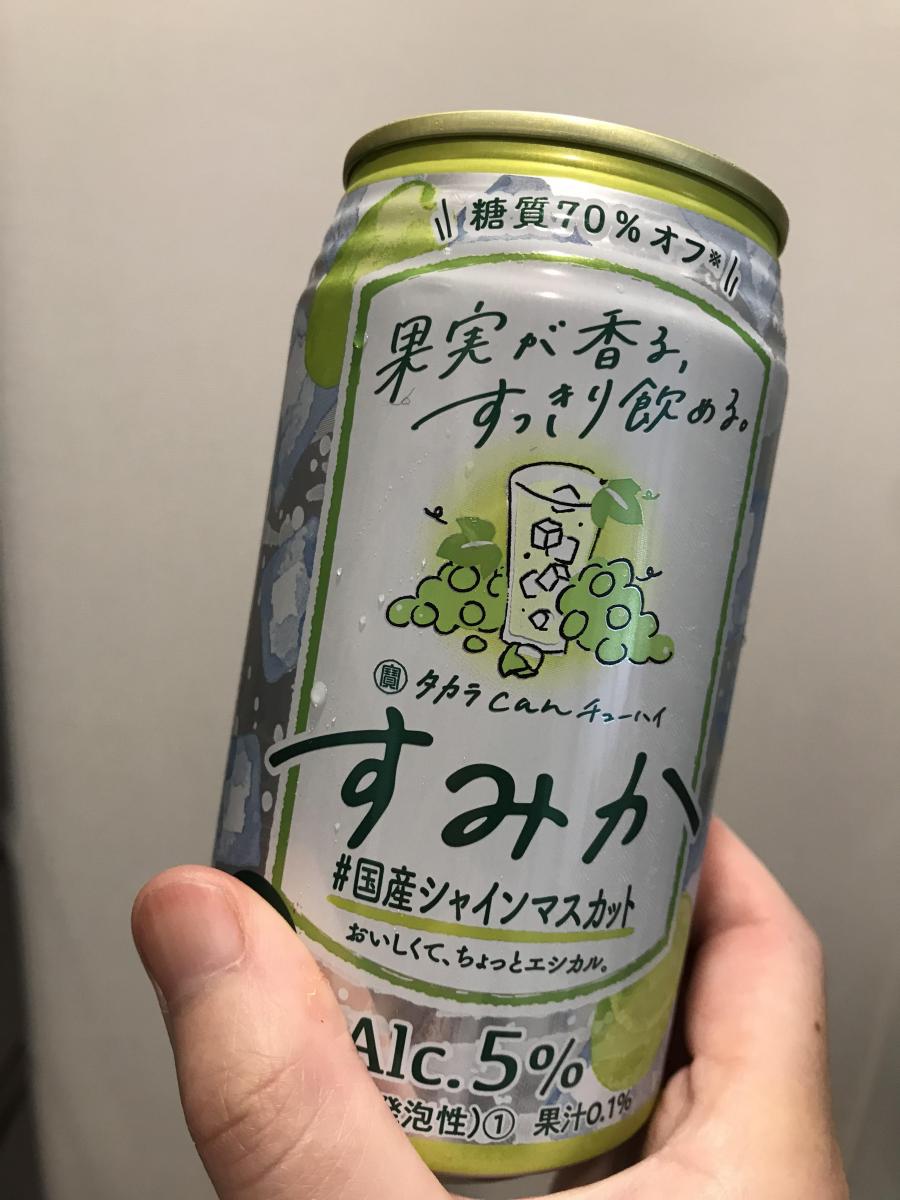 糖質70%オフ※
果実が香る,
すっきり飲める。
寶 タカラcanチューハイ
すみか
#国産シャインマスカット
おいしくて、ちょっとエシカル。
Alc.5%
発泡性)① 果汁0.1%